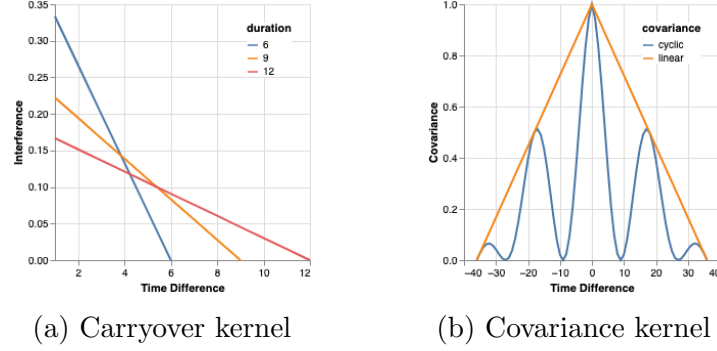 0.35
0.30
0.25
0.20
0.15
0.10
0.05
0.00
Interference
duration
6
9
12
2 4 6 8 10 12
Time Difference
(a) Carryover kernel
1.0
0.8
0.6
0.4
0.2
0.0
Covariance
covariance
cyclic
linear
−40 −30 −20 −10 0 10 20 30 40
Time Difference
(b) Covariance kernel